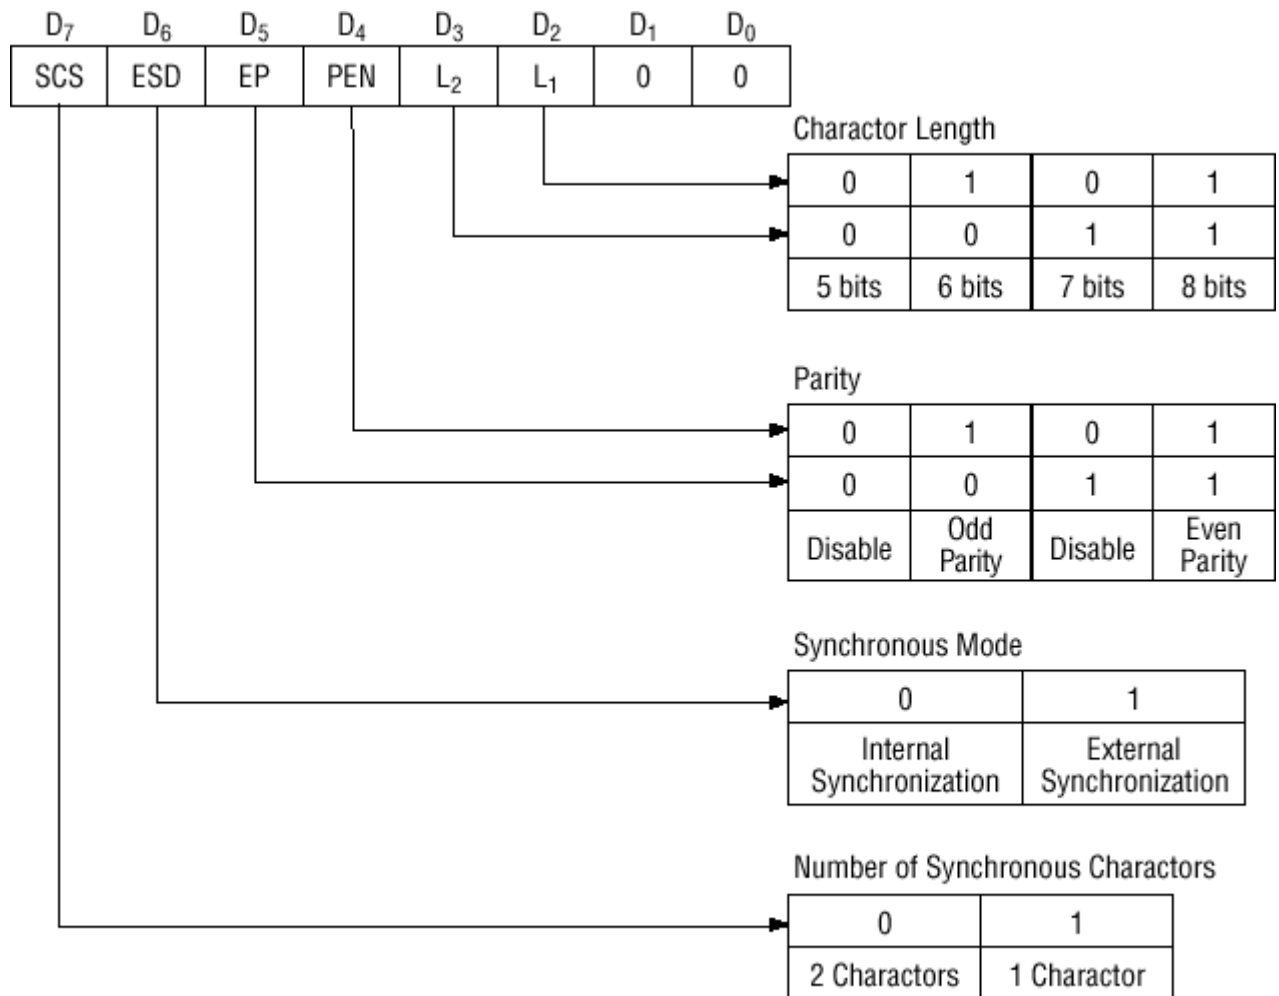 D7 D6 D5 D4 D3 D2 D1 D0
SCS ESD EP PEN L2 L1 0 0
Charactor Length
0 1 0 1
0 0 1 1
5 bits 6 bits 7 bits 8 bits
Parity
0 1 0 1
0 0 1 1
Disable Odd Parity Disable Even Parity
Synchronous Mode
0 1
Internal Synchronization External Synchronization
Number of Synchronous Charactors
0 1
2 Charactors 1 Charactor